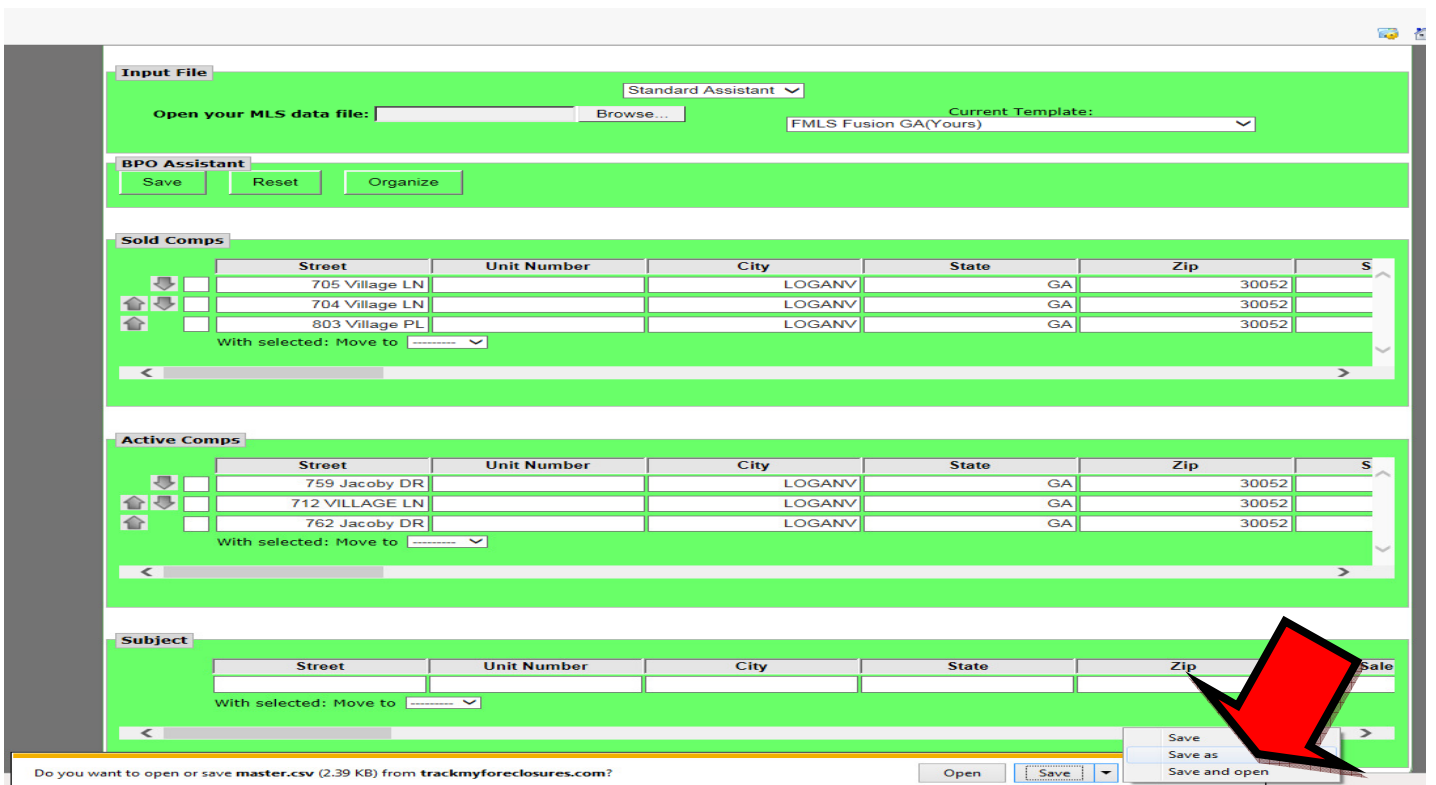 Input File
Standard Assistant
Open your MLS data file: Browse... Current Template:
FMLS Fusion GA(Yours)
BPO Assistant
Save Reset Organize
Sold Comps
Street Unit Number City State Zip S
705 Village LN LOGANV GA 30052
704 Village LN LOGANV GA 30052
803 Village PL LOGANV GA 30052
With selected: Move to ---------
Active Comps
Street Unit Number City State Zip S
759 Jacoby DR LOGANV GA 30052
712 VILLAGE LN LOGANV GA 30052
762 Jacoby DR LOGANV GA 30052
With selected: Move to ---------
Subject
Street Unit Number City State Zip Sale
With selected: Move to ---------
Save
Save as
Save and open
Do you want to open or save master.csv (2.39 KB) from trackmyforeclosures.com? Open Save